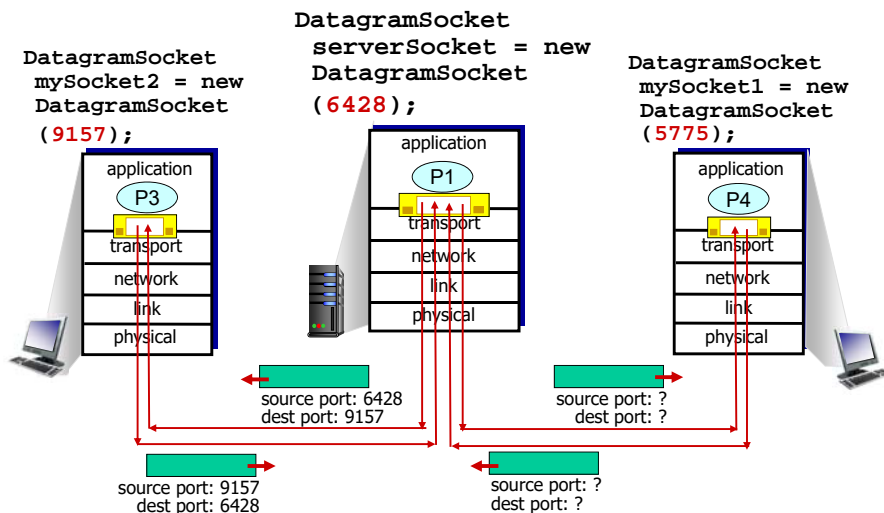 DatagramSocket
mySocket2 = new
DatagramSocket
(9157);
DatagramSocket
serverSocket = new
DatagramSocket
(6428);
DatagramSocket
mySocket1 = new
DatagramSocket
(5775);
application
P3
transport
network
link
physical
application
P1
transport
network
link
physical
application
P4
transport
network
link
physical
source port: 6428
dest port: 9157
source port: ?
dest port: ?
source port: 9157
dest port: 6428
source port: ?
dest port: ?